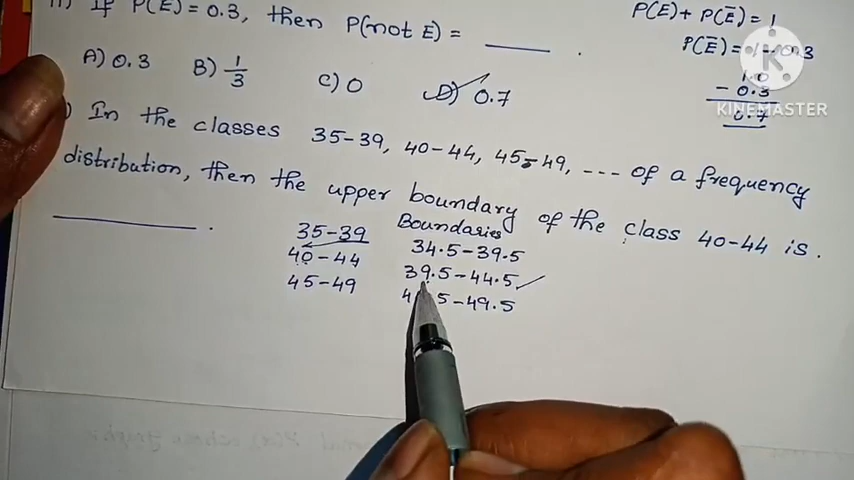 If P(E) = 0.3, then P(not E) = ________ .
P(E) + P(E̅) = 1
P(E̅) = 1 - 0.3
1.0
- 0.3
0.7
KINEMASTER
A) 0.3 B) 1/3 C) 0 D) 0.7
In the classes 35-39, 40-44, 45-49, --- of a frequency
distribution, then the upper boundary of the class 40-44 is .
________ .
Boundaries
35-39 34.5-39.5
40-44 39.5-44.5
45-49 5-49.5